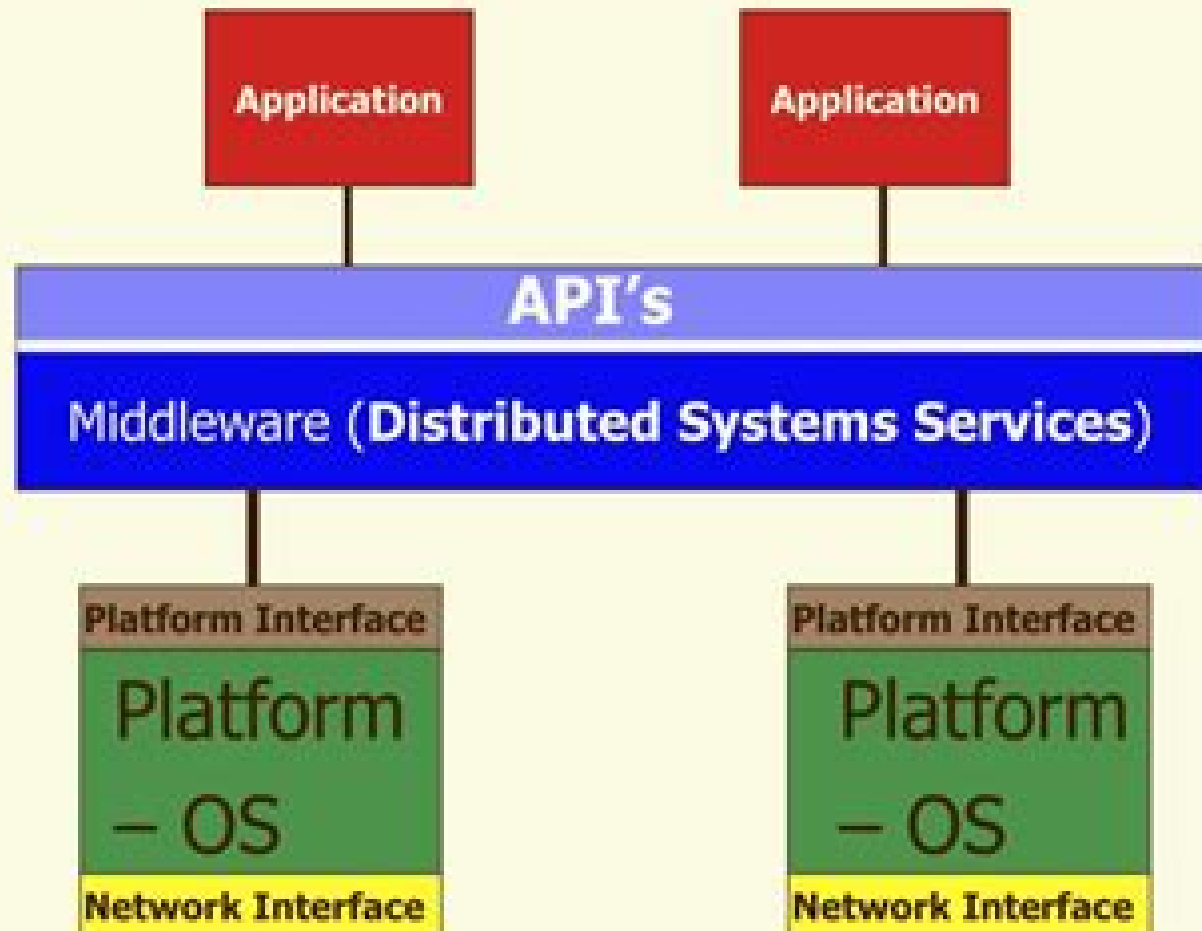 Application
Application
API's
Middleware (Distributed Systems Services)
Platform Interface
Platform Interface
Platform
– OS
Platform
– OS
Network Interface
Network Interface